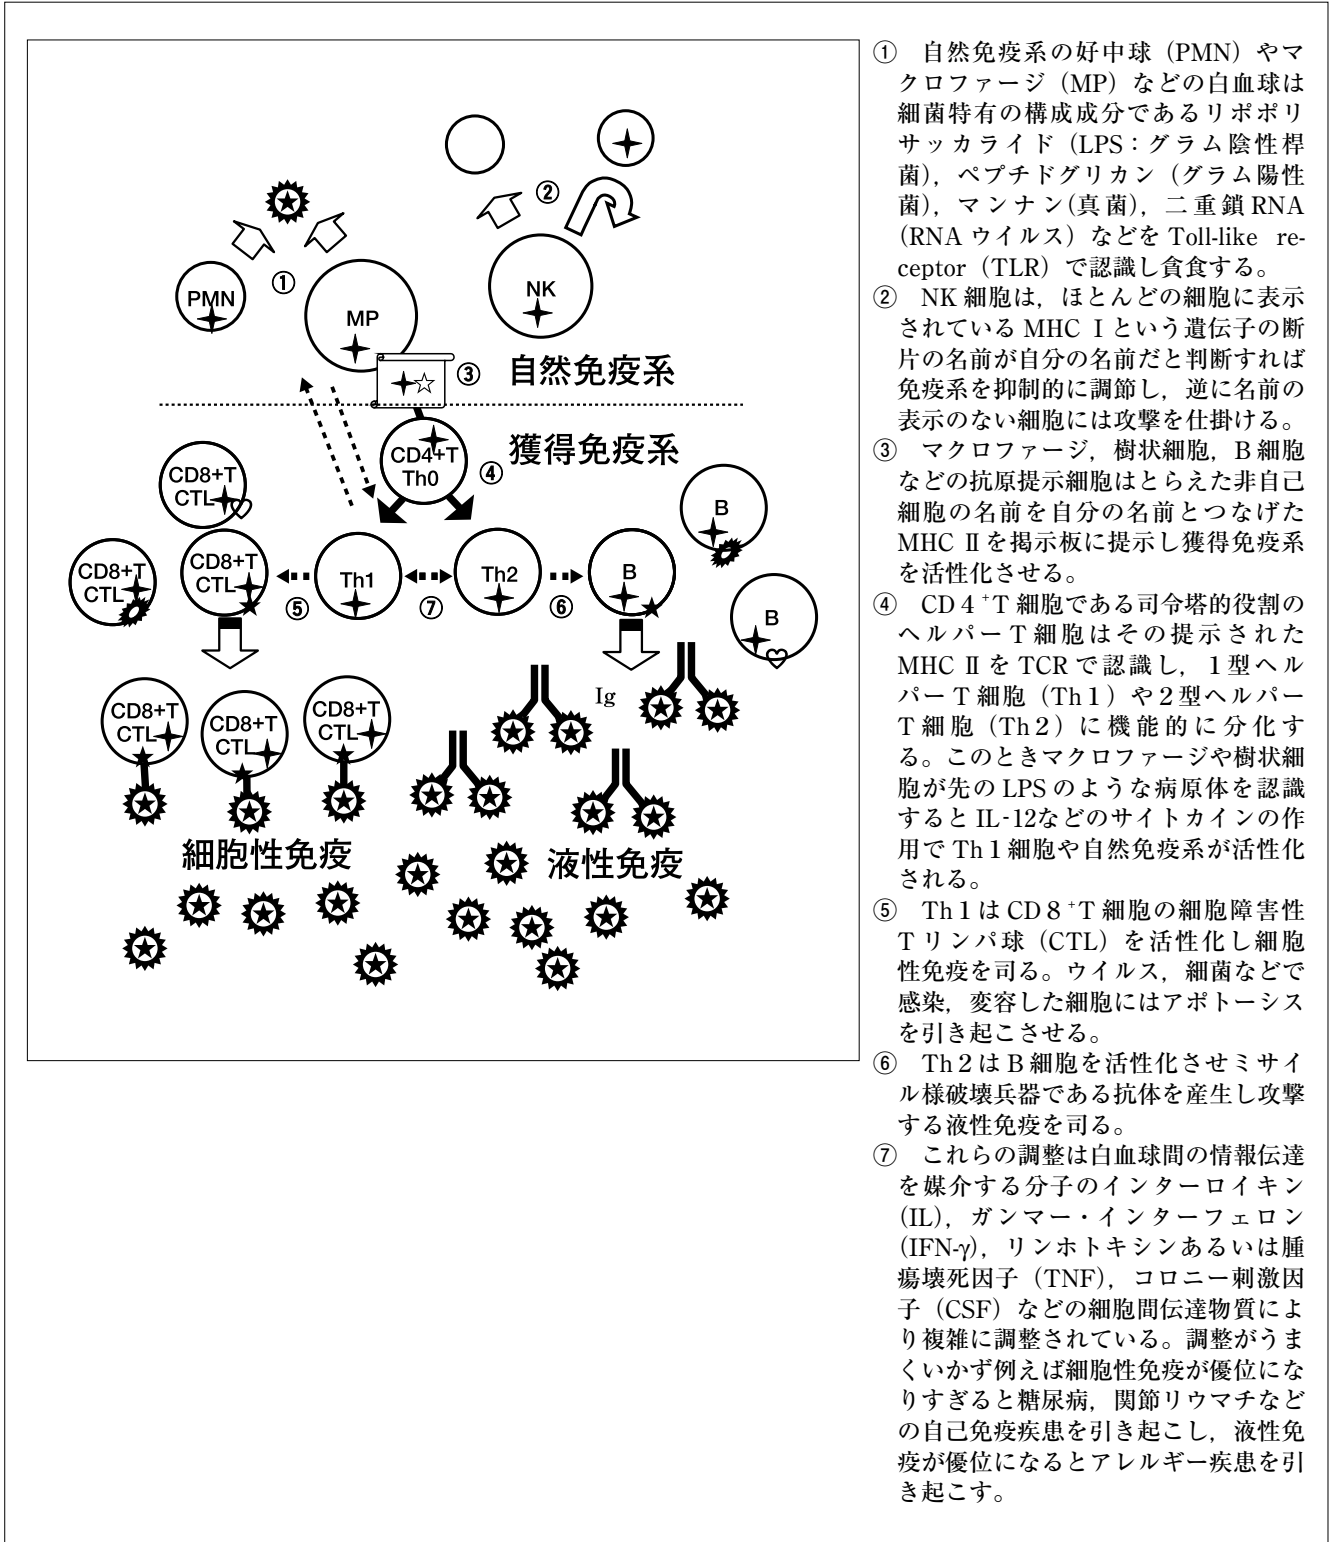 ②
①
PMN
MP
NK
③
自然免疫系
獲得免疫系
CD4+T
Th0
④
CD8+T
CTL
B
CD8+T
CTL
CD8+T
CTL
Th1
Th2
B
B
⑤
⑦
⑥
Ig
CD8+T
CTL
CD8+T
CTL
CD8+T
CTL
細胞性免疫
液性免疫
① 自然免疫系の好中球（PMN）やマ
クロファージ（MP）などの白血球は
細菌特有の構成成分であるリポポリ
サッカライド（LPS：グラム陰性桿
菌），ペプチドグリカン（グラム陽性
菌），マンナン(真菌)，二重鎖 RNA
(RNA ウイルス）などを Toll-like re-
ceptor（TLR）で認識し貪食する。
② NK 細胞は，ほとんどの細胞に表示
されている MHC Ⅰという遺伝子の断
片の名前が自分の名前だと判断すれば
免疫系を抑制的に調節し，逆に名前の
表示のない細胞には攻撃を仕掛ける。
③ マクロファージ，樹状細胞，B 細胞
などの抗原提示細胞はとらえた非自己
細胞の名前を自分の名前とつなげた
MHC Ⅱを掲示板に提示し獲得免疫系
を活性化させる。
④ CD４⁺T 細胞である司令塔的役割の
ヘルパー T 細胞はその提示された
MHC Ⅱを TCR で認識し，１型ヘル
パー T 細胞（Th１）や２型ヘルパー
T 細胞（Th２）に機能的に分化す
る。このときマクロファージや樹状細
胞が先の LPS のような病原体を認識
すると IL-12などのサイトカインの作
用で Th１細胞や自然免疫系が活性化
される。
⑤ Th１は CD８⁺T 細胞の細胞障害性
T リンパ球（CTL）を活性化し細胞
性免疫を司る。ウイルス，細菌などで
感染，変容した細胞にはアポトーシス
を引き起こさせる。
⑥ Th２は B 細胞を活性化させミサイ
ル様破壊兵器である抗体を産生し攻撃
する液性免疫を司る。
⑦ これらの調整は白血球間の情報伝達
を媒介する分子のインターロイキン
(IL)，ガンマー・インターフェロン
(IFN-γ)，リンホトキシンあるいは腫
瘍壊死因子（TNF)，コロニー刺激因
子（CSF）などの細胞間伝達物質によ
り複雑に調整されている。調整がうま
くいかず例えば細胞性免疫が優位にな
りすぎると糖尿病，関節リウマチなど
の自己免疫疾患を引き起こし，液性免
疫が優位になるとアレルギー疾患を引
き起こす。